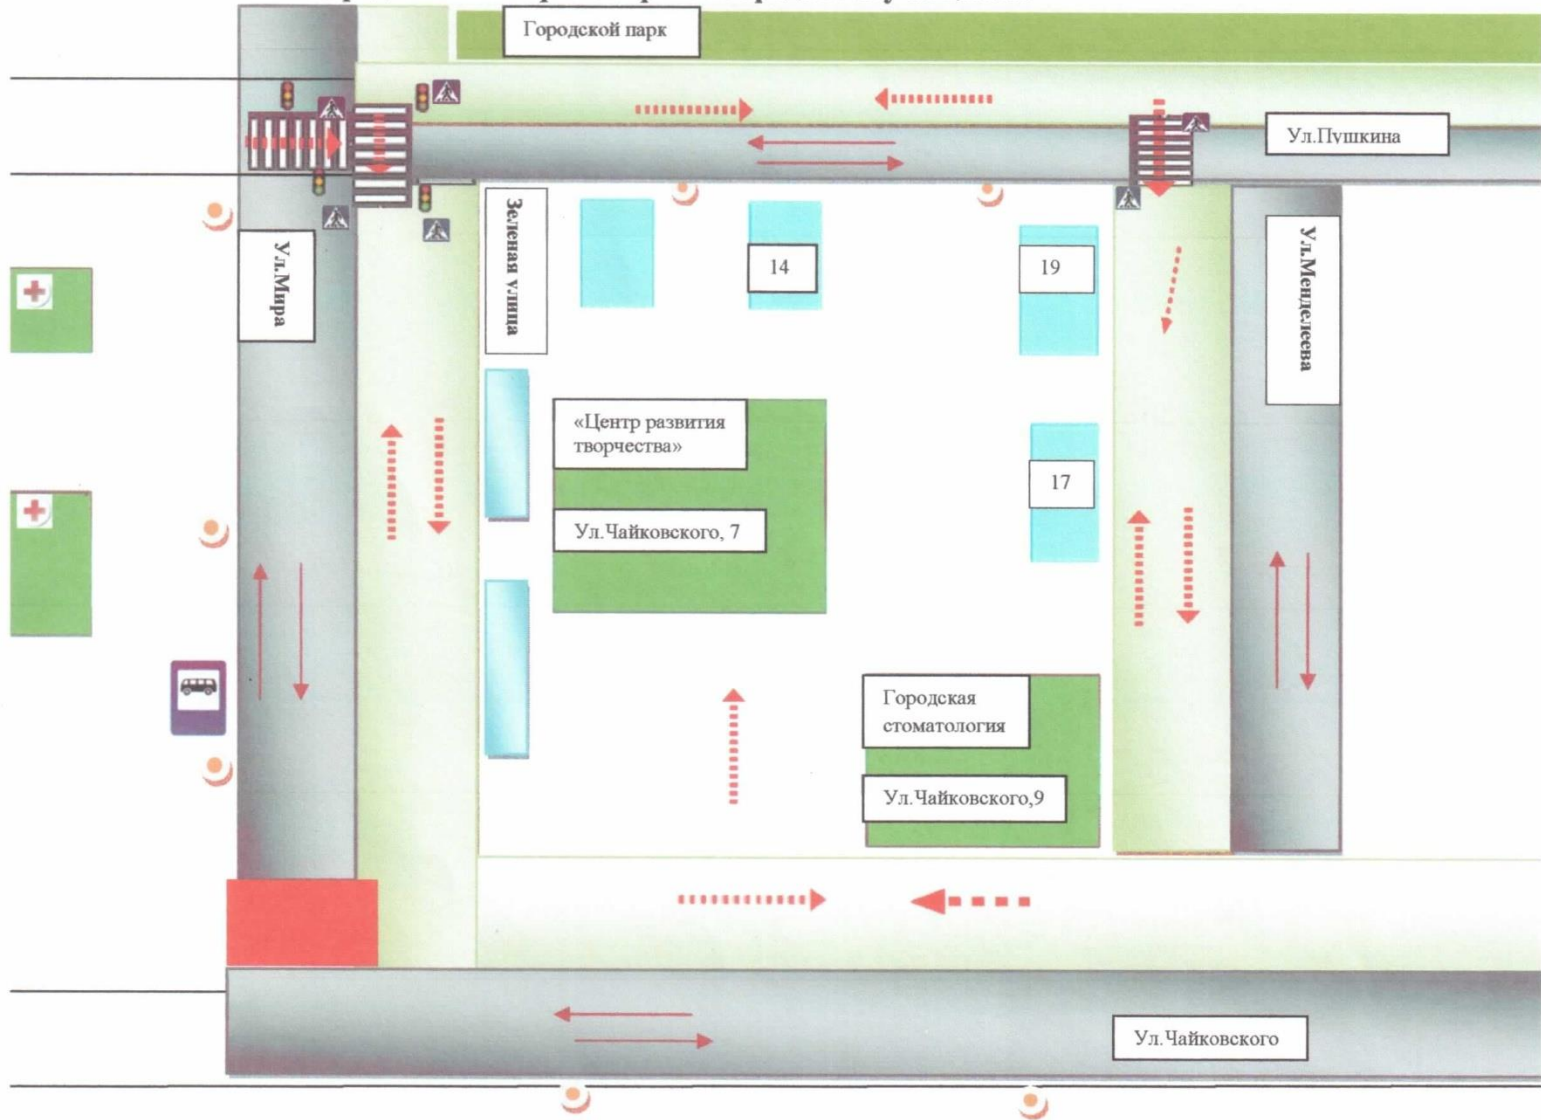 Городской парк
Ул.Пушкина
Зеленая улица
Ул.Мира
14
19
Ул.Менделеева
«Центр развития
творчества»
17
Ул.Чайковского, 7
Городская
стоматология
Ул.Чайковского,9
Ул.Чайковского